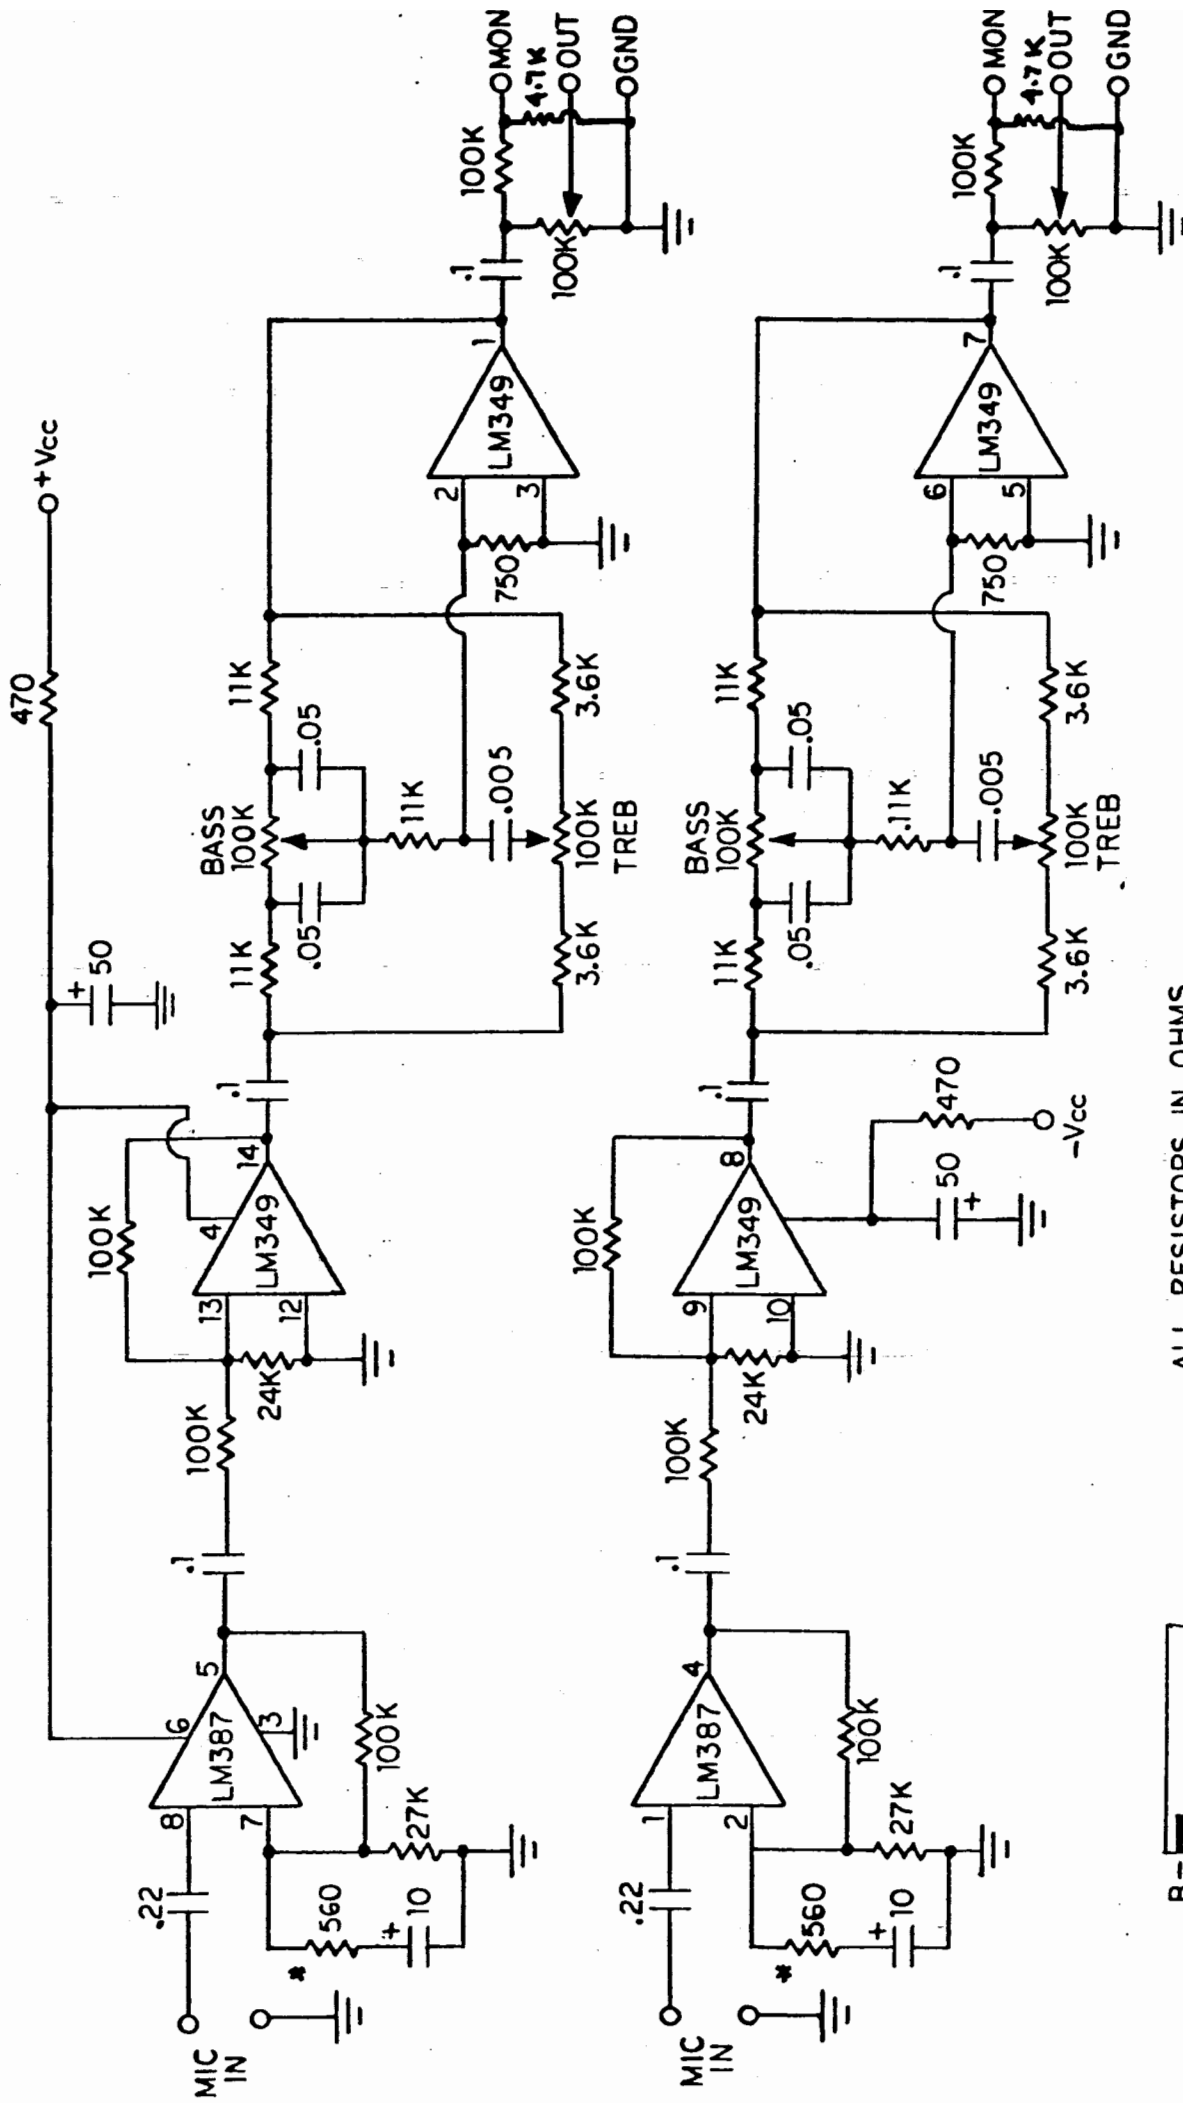 470
+Vcc
+
50
100K
4
14
.1
13
12
LM349
24K
100K
.1
MIC
IN
.22
8
7
6
5
3
LM387
100K
27K
*
560
+
10
11K
BASS
100K
11K
.05
.05
11K
.005
3.6K
100K
TREB
3.6K
750
2
3
LM349
1
.1
100K
100K
4.7K
MON
OUT
GND
MIC
IN
.22
1
2
LM387
4
100K
27K
*
560
+
10
.1
100K
24K
100K
9
10
LM349
8
.1
470
50
+
-Vcc
11K
BASS
100K
11K
.05
.05
.11K
.005
3.6K
100K
TREB
3.6K
750
6
5
LM349
7
.1
100K
100K
4.7K
MON
OUT
GND
ALL RESISTORS IN OHMS